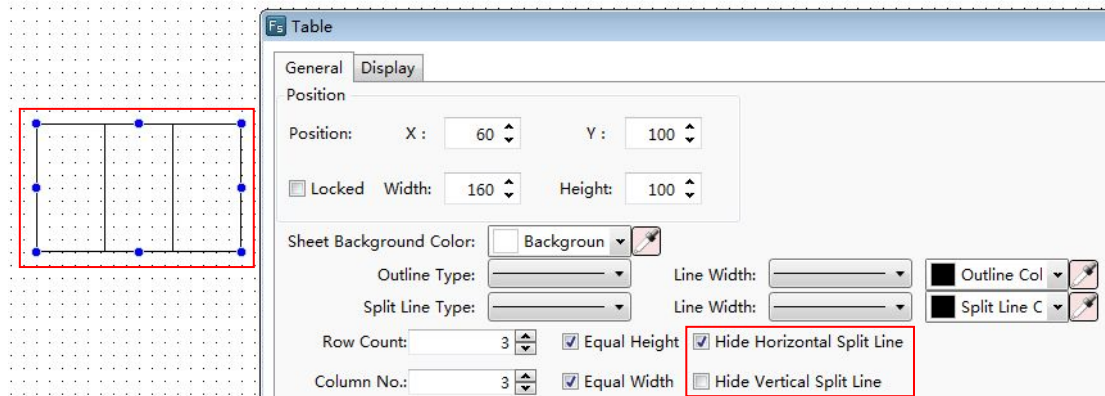 Fs Table
General Display
Position
Position: X : 60 Y : 100
Locked Width: 160 Height: 100
Sheet Background Color: Backgroun
Outline Type: Line Width: Outline Col
Split Line Type: Line Width: Split Line C
Row Count: 3 Equal Height Hide Horizontal Split Line
Column No.: 3 Equal Width Hide Vertical Split Line